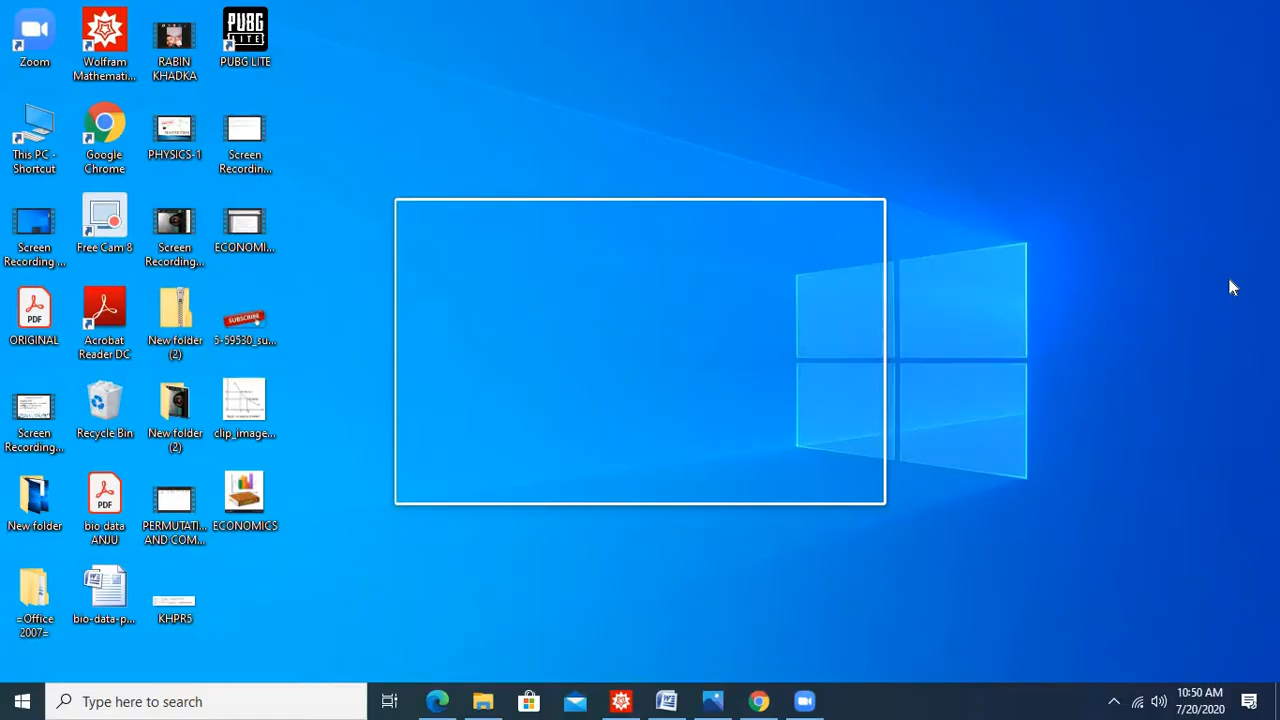 Zoom
Wolfram
Mathemati...
RABIN
KHADKA
PUBG
LITE
PUBG LITE
This PC -
Shortcut
Google
Chrome
PHYSICS-1
Screen
Recordin...
Screen
Recording ...
Free Cam 8
Screen
Recording...
ECONOMI...
PDF
ORIGINAL
Acrobat
Reader DC
New folder
(2)
SUBSCRIBE
5-59530_su...
Screen
Recording...
Recycle Bin
New folder
(2)
clip_image...
New folder
PDF
bio data
ANJU
PERMUTATI...
AND COM...
ECONOMICS
=Office
2007=
bio-data-p...
KHPR5
Type here to search
10:50 AM
7/20/2020